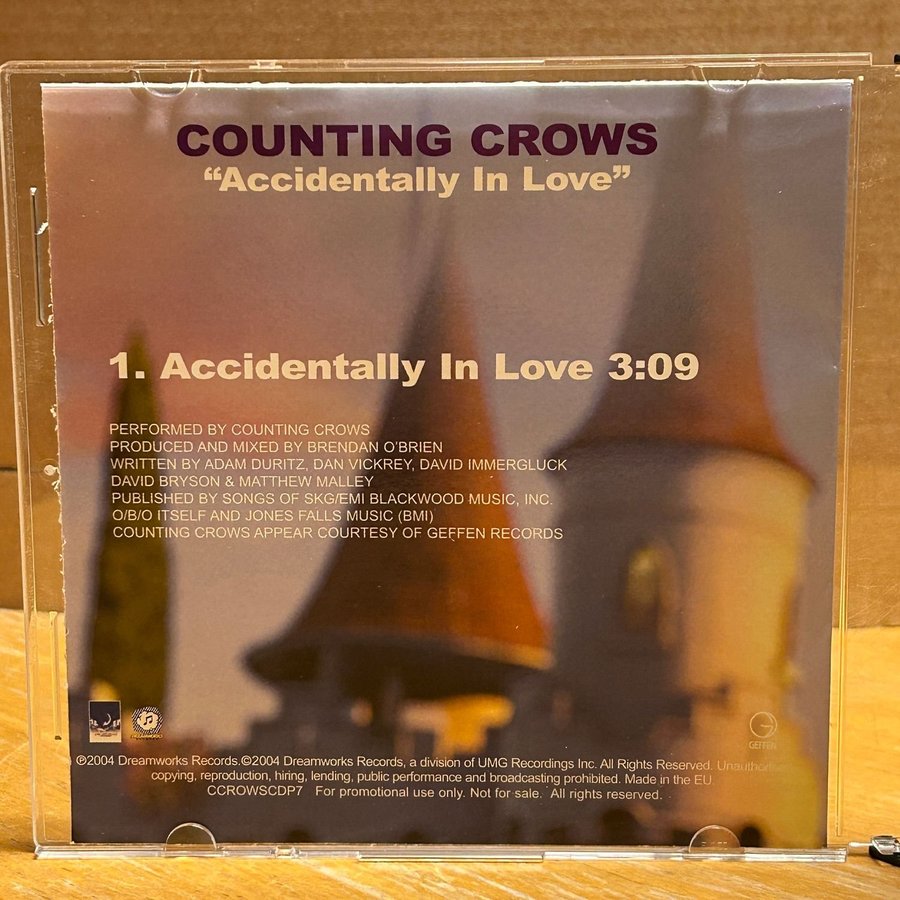 COUNTING CROWS
“Accidentally In Love”
1. Accidentally In Love 3:09
PERFORMED BY COUNTING CROWS
PRODUCED AND MIXED BY BRENDAN O'BRIEN
WRITTEN BY ADAM DURITZ, DAN VICKREY, DAVID IMMERGLUCK
DAVID BRYSON & MATTHEW MALLEY
PUBLISHED BY SONGS OF SKG/EMI BLACKWOOD MUSIC, INC.
O/B/O ITSELF AND JONES FALLS MUSIC (BMI)
COUNTING CROWS APPEAR COURTESY OF GEFFEN RECORDS
GEFFEN
℗2004 Dreamworks Records.©2004 Dreamworks Records, a division of UMG Recordings Inc. All Rights Reserved.
copying, reproduction, hiring, lending, public performance and broadcasting prohibited. Made in the EU.
CCROWSCDP7 For promotional use only. Not for sale. All rights reserved.